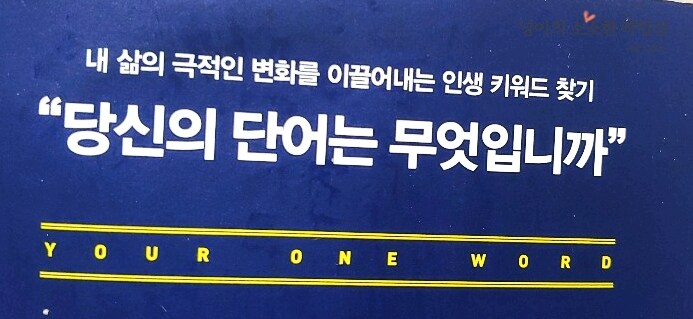 내 삶의 극적인 변화를 이끌어내는 인생 키워드 찾기
“당신의 단어는 무엇입니까”
YOUR ONE WORD